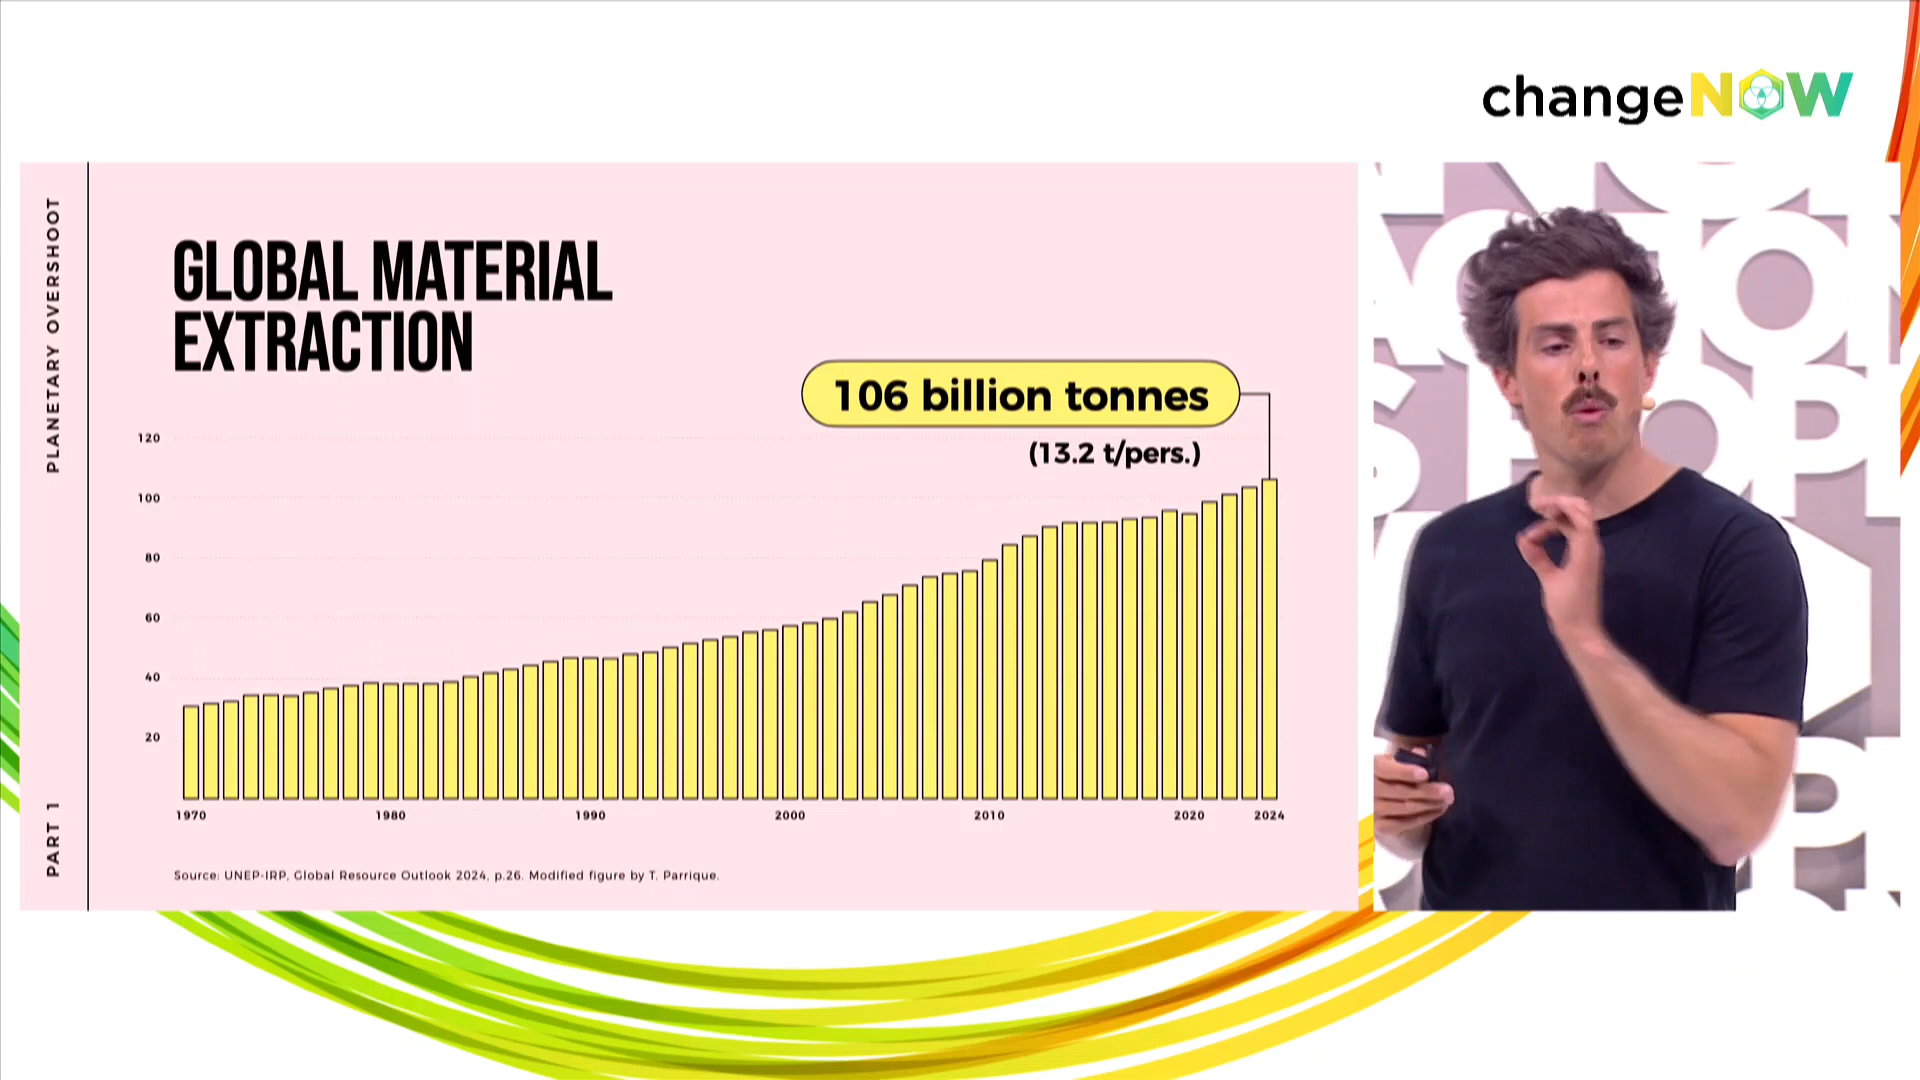 changeNOW
PLANETARY OVERSHOOT
PART 1
GLOBAL MATERIAL
EXTRACTION
106 billion tonnes
(13.2 t/pers.)
120
100
80
60
40
20
1970 1980 1990 2000 2010 2020 2024
Source: UNEP-IRP, Global Resource Outlook 2024, p.26. Modified figure by T. Parrique.